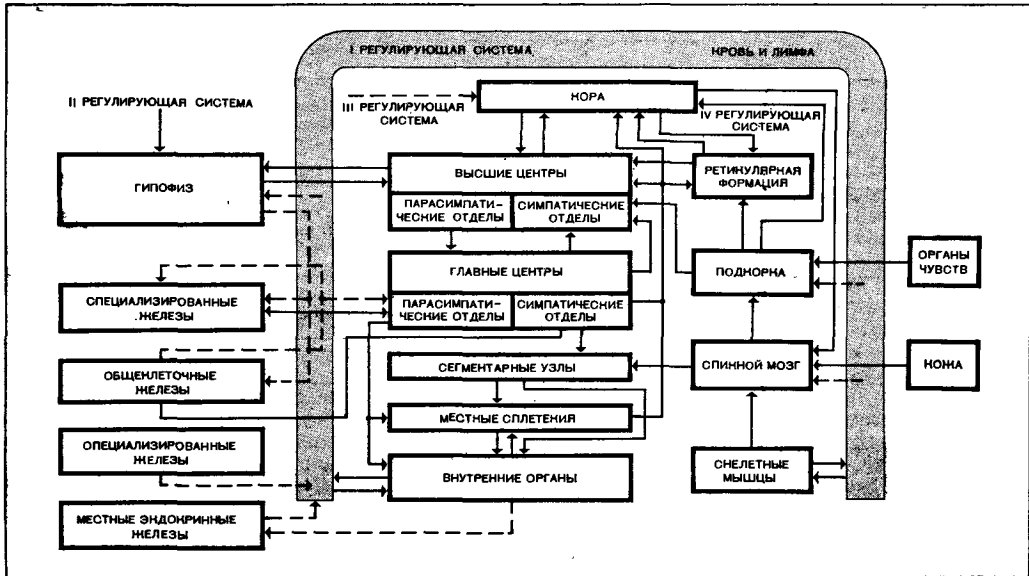 I РЕГУЛИРУЮЩАЯ СИСТЕМА
КРОВЬ И ЛИМФА
II РЕГУЛИРУЮЩАЯ СИСТЕМА
III РЕГУЛИРУЮЩАЯ
СИСТЕМА
КОРА
IV РЕГУЛИРУЮЩАЯ
СИСТЕМА
ГИПОФИЗ
ВЫСШИЕ ЦЕНТРЫ
ПАРАСИМПАТИ-
ЧЕСКИЕ ОТДЕЛЫ
СИМПАТИЧЕСКИЕ
ОТДЕЛЫ
РЕТИКУЛЯРНАЯ
ФОРМАЦИЯ
ГЛАВНЫЕ ЦЕНТРЫ
ПАРАСИМПАТИ-
ЧЕСКИЕ ОТДЕЛЫ
СИМПАТИЧЕСКИЕ
ОТДЕЛЫ
ПОДКОРКА
ОРГАНЫ
ЧУВСТВ
СПЕЦИАЛИЗИРОВАННЫЕ
ЖЕЛЕЗЫ
ОБЩЕКЛЕТОЧНЫЕ
ЖЕЛЕЗЫ
СЕГМЕНТАРНЫЕ УЗЛЫ
СПИННОЙ МОЗГ
КОЖА
МЕСТНЫЕ СПЛЕТЕНИЯ
СПЕЦИАЛИЗИРОВАННЫЕ
ЖЕЛЕЗЫ
ВНУТРЕННИЕ ОРГАНЫ
СКЕЛЕТНЫЕ
МЫШЦЫ
МЕСТНЫЕ ЭНДОКРИННЫЕ
ЖЕЛЕЗЫ